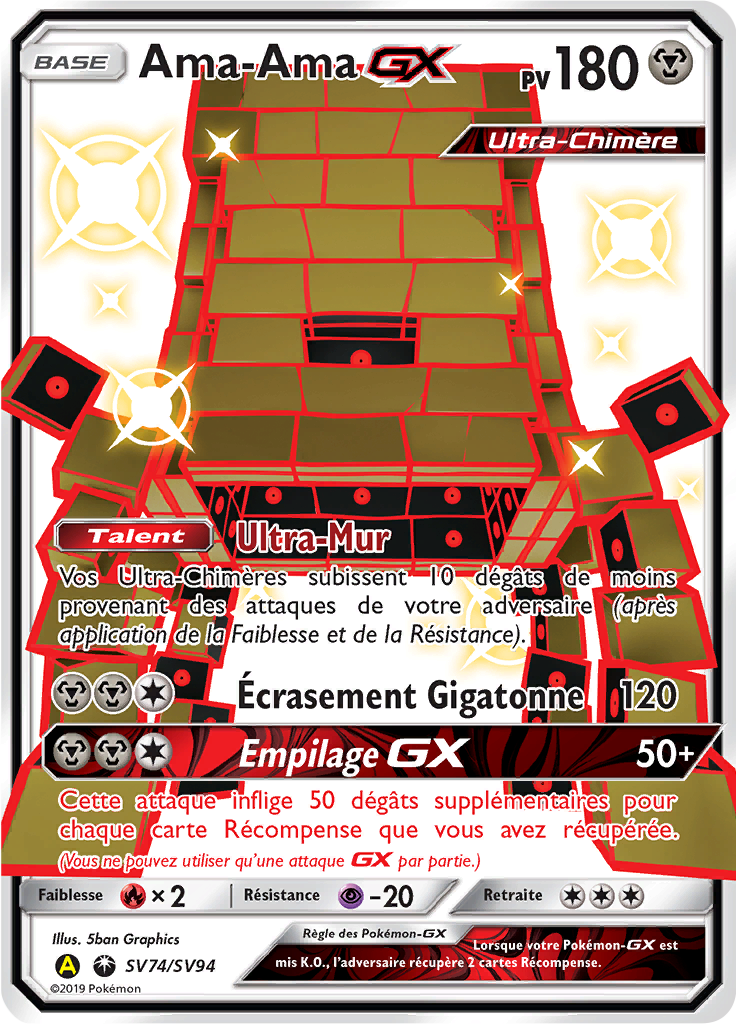 BASE Ama-Ama GX PV 180
Ultra-Chimère
Talent Ultra-Mur
Vos Ultra-Chimères subissent 10 dégâts de moins
provenant des attaques de votre adversaire (après
application de la Faiblesse et de la Résistance).
Écrasement Gigatonne 120
Empilage GX 50+
Cette attaque inflige 50 dégâts supplémentaires pour
chaque carte Récompense que vous avez récupérée.
(Vous ne pouvez utiliser qu'une attaque GX par partie.)
Faiblesse ×2 Résistance -20 Retraite
Illus. 5ban Graphics
A SV74/SV94
©2019 Pokémon
Règle des Pokémon-GX
Lorsque votre Pokémon-GX est
mis K.O., l'adversaire récupère 2 cartes Récompense.